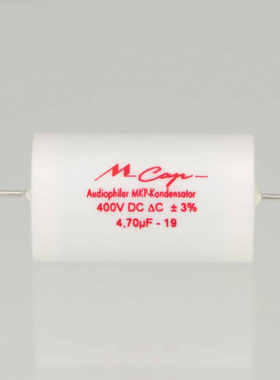 M-Cap-
Audiophiler MKP-Kondensator
400V DC ΔC ± 3%
4,70µF - 19